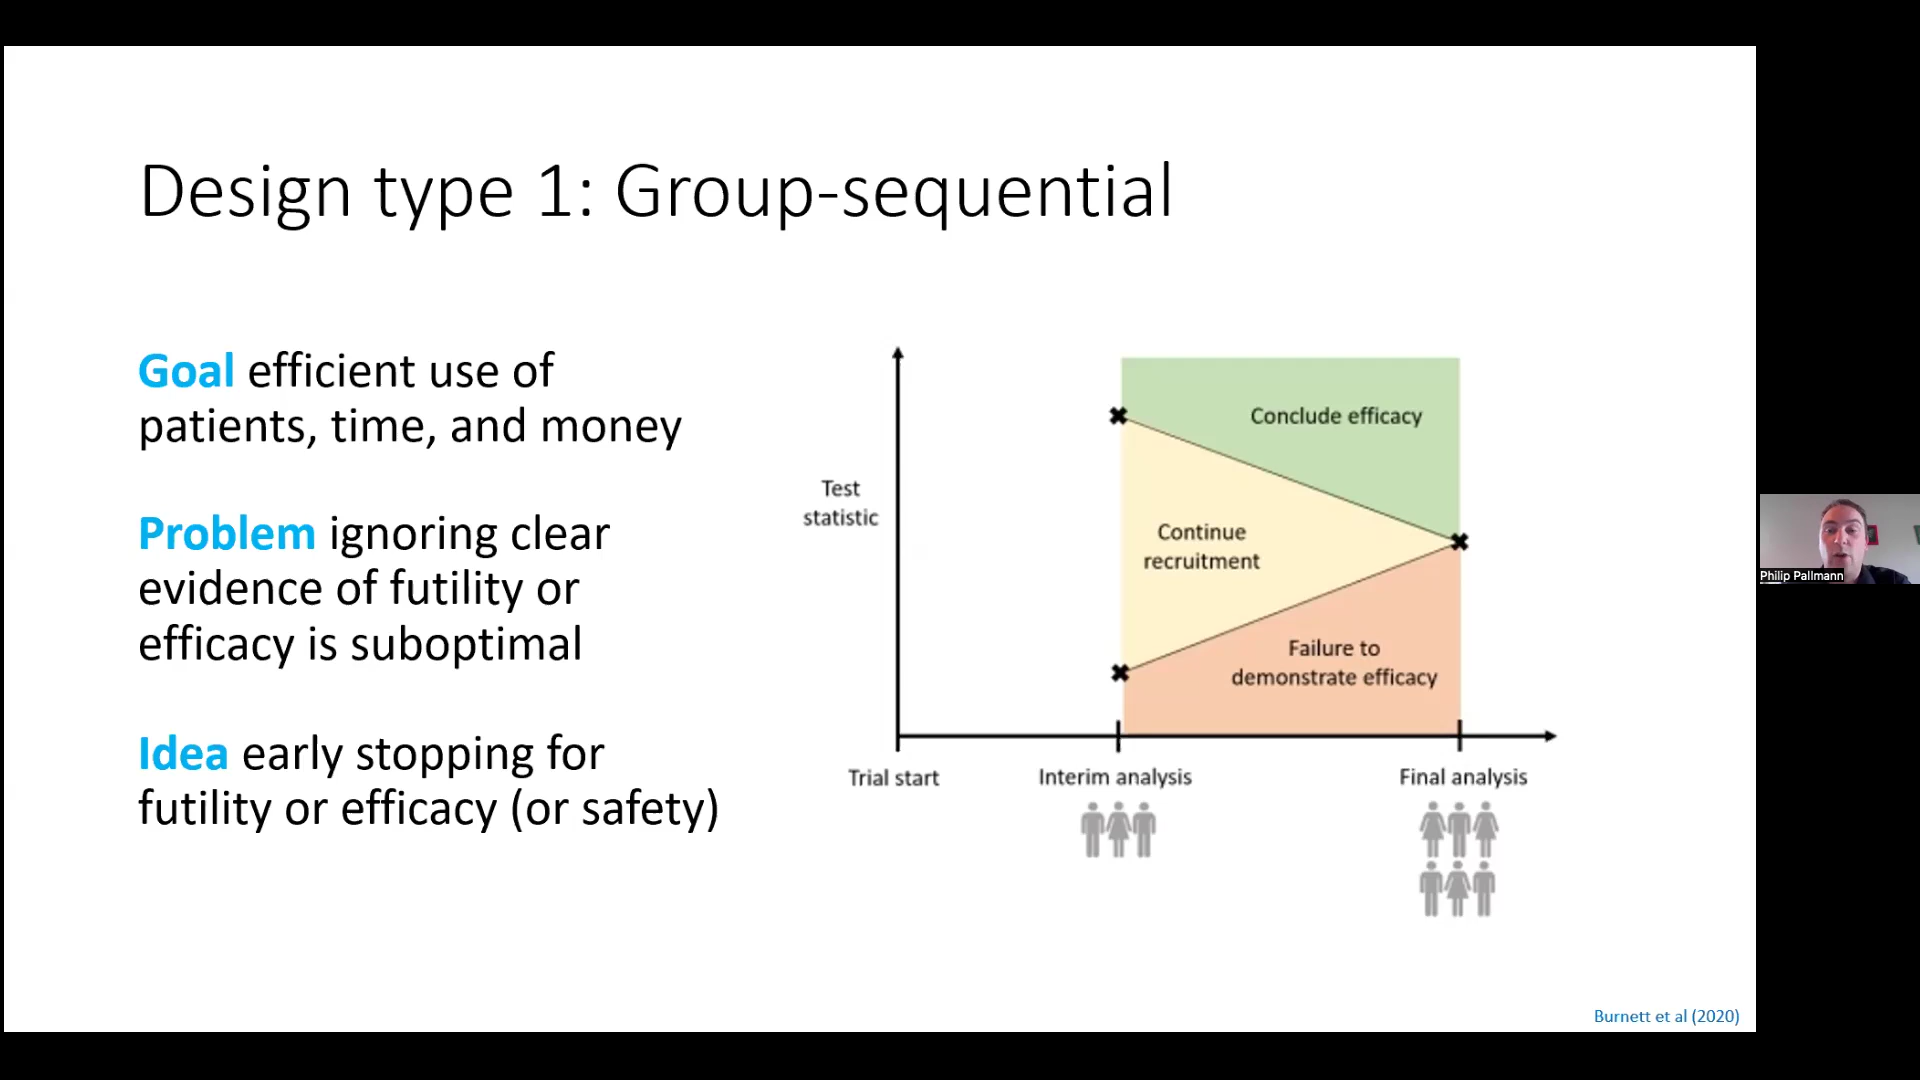 Design type 1: Group-sequential
Goal efficient use of
patients, time, and money
Problem ignoring clear
evidence of futility or
efficacy is suboptimal
Idea early stopping for
futility or efficacy (or safety)
Test
statistic
Conclude efficacy
Continue
recruitment
Failure to
demonstrate efficacy
Trial start
Interim analysis
Final analysis
Burnett et al (2020)
Philip Pallmann